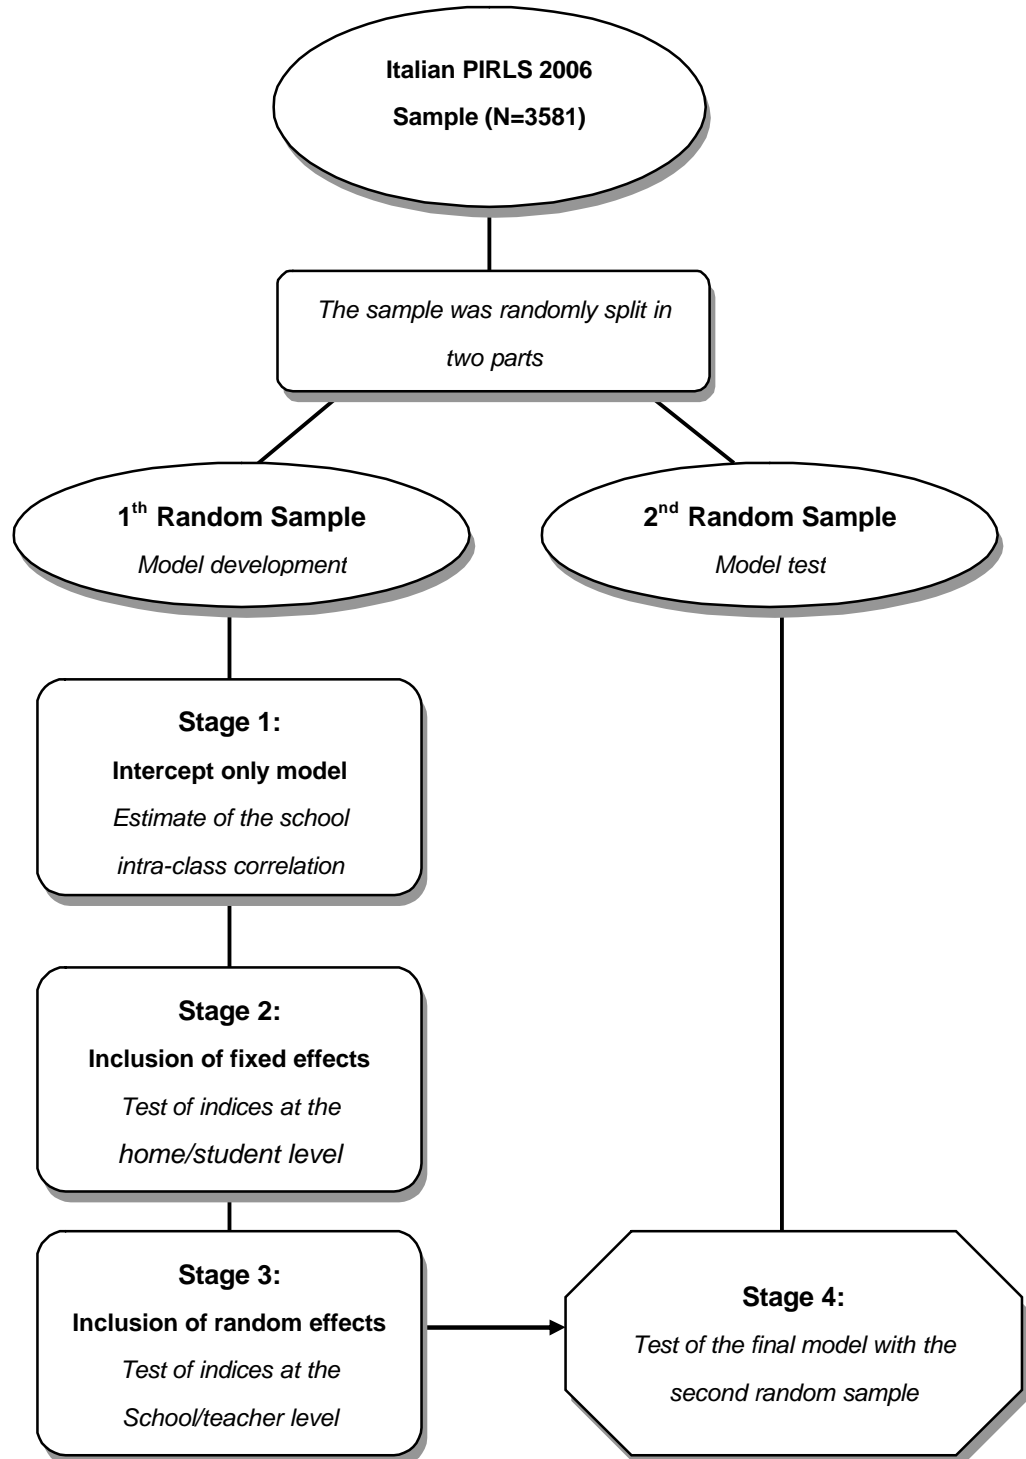 Italian PIRLS 2006
Sample (N=3581)
The sample was randomly split in
two parts
1th Random Sample
Model development
2nd Random Sample
Model test
Stage 1:
Intercept only model
Estimate of the school
intra-class correlation
Stage 2:
Inclusion of fixed effects
Test of indices at the
home/student level
Stage 3:
Inclusion of random effects
Test of indices at the
School/teacher level
Stage 4:
Test of the final model with the
second random sample